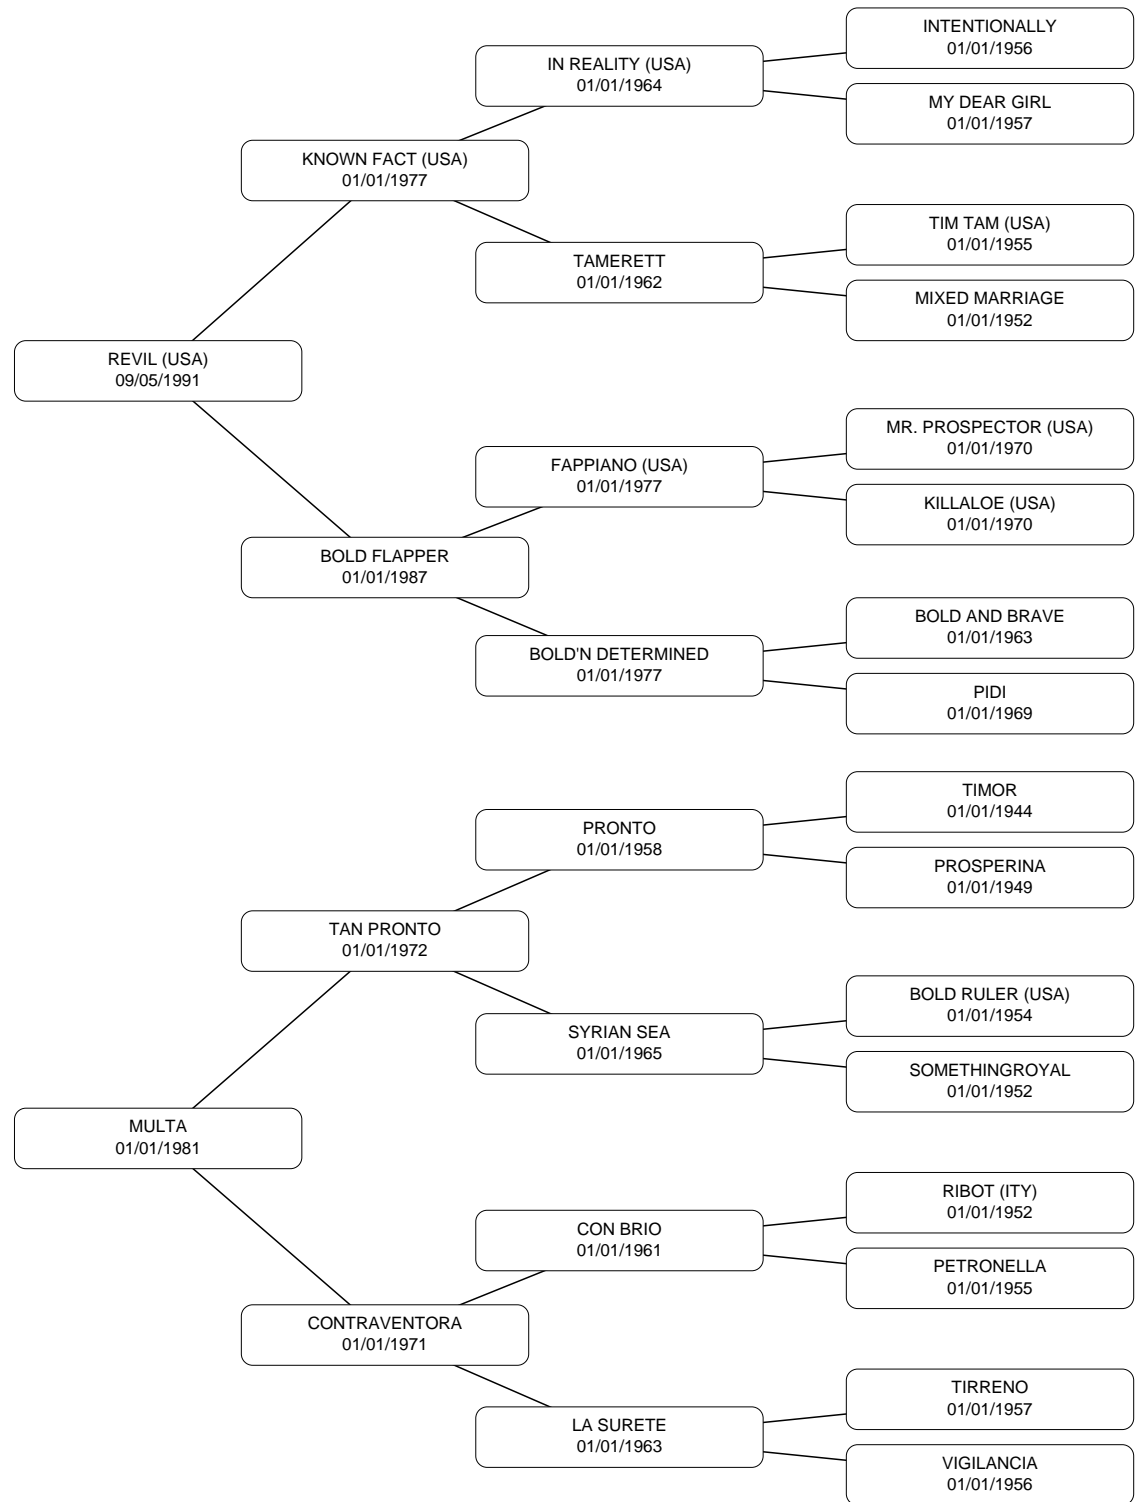 INTENTIONALLY
01/01/1956
IN REALITY (USA)
01/01/1964
MY DEAR GIRL
01/01/1957
KNOWN FACT (USA)
01/01/1977
TIM TAM (USA)
01/01/1955
TAMERETT
01/01/1962
MIXED MARRIAGE
01/01/1952
REVIL (USA)
09/05/1991
MR. PROSPECTOR (USA)
01/01/1970
FAPPIANO (USA)
01/01/1977
KILLALOE (USA)
01/01/1970
BOLD FLAPPER
01/01/1987
BOLD AND BRAVE
01/01/1963
BOLD'N DETERMINED
01/01/1977
PIDI
01/01/1969
TIMOR
01/01/1944
PRONTO
01/01/1958
PROSPERINA
01/01/1949
TAN PRONTO
01/01/1972
BOLD RULER (USA)
01/01/1954
SYRIAN SEA
01/01/1965
SOMETHINGROYAL
01/01/1952
MULTA
01/01/1981
RIBOT (ITY)
01/01/1952
CON BRIO
01/01/1961
PETRONELLA
01/01/1955
CONTRAVENTORA
01/01/1971
TIRRENO
01/01/1957
LA SURETE
01/01/1963
VIGILANCIA
01/01/1956